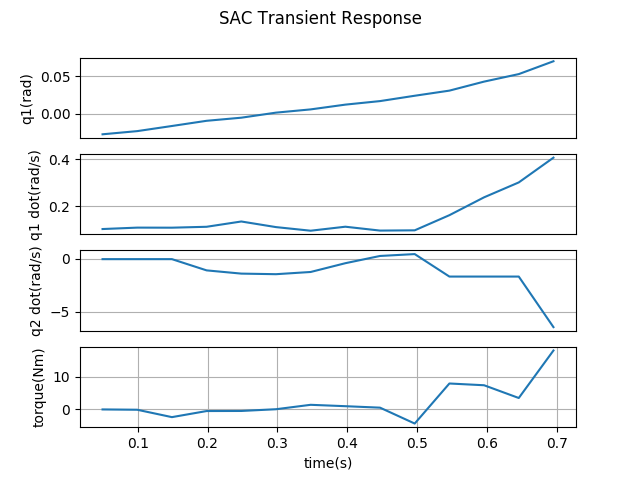 SAC Transient Response
0.05
0.00
q1(rad)
0.4
0.2
q1 dot(rad/s)
0
−5
q2 dot(rad/s)
10
0
torque(Nm)
0.1 0.2 0.3 0.4 0.5 0.6 0.7
time(s)